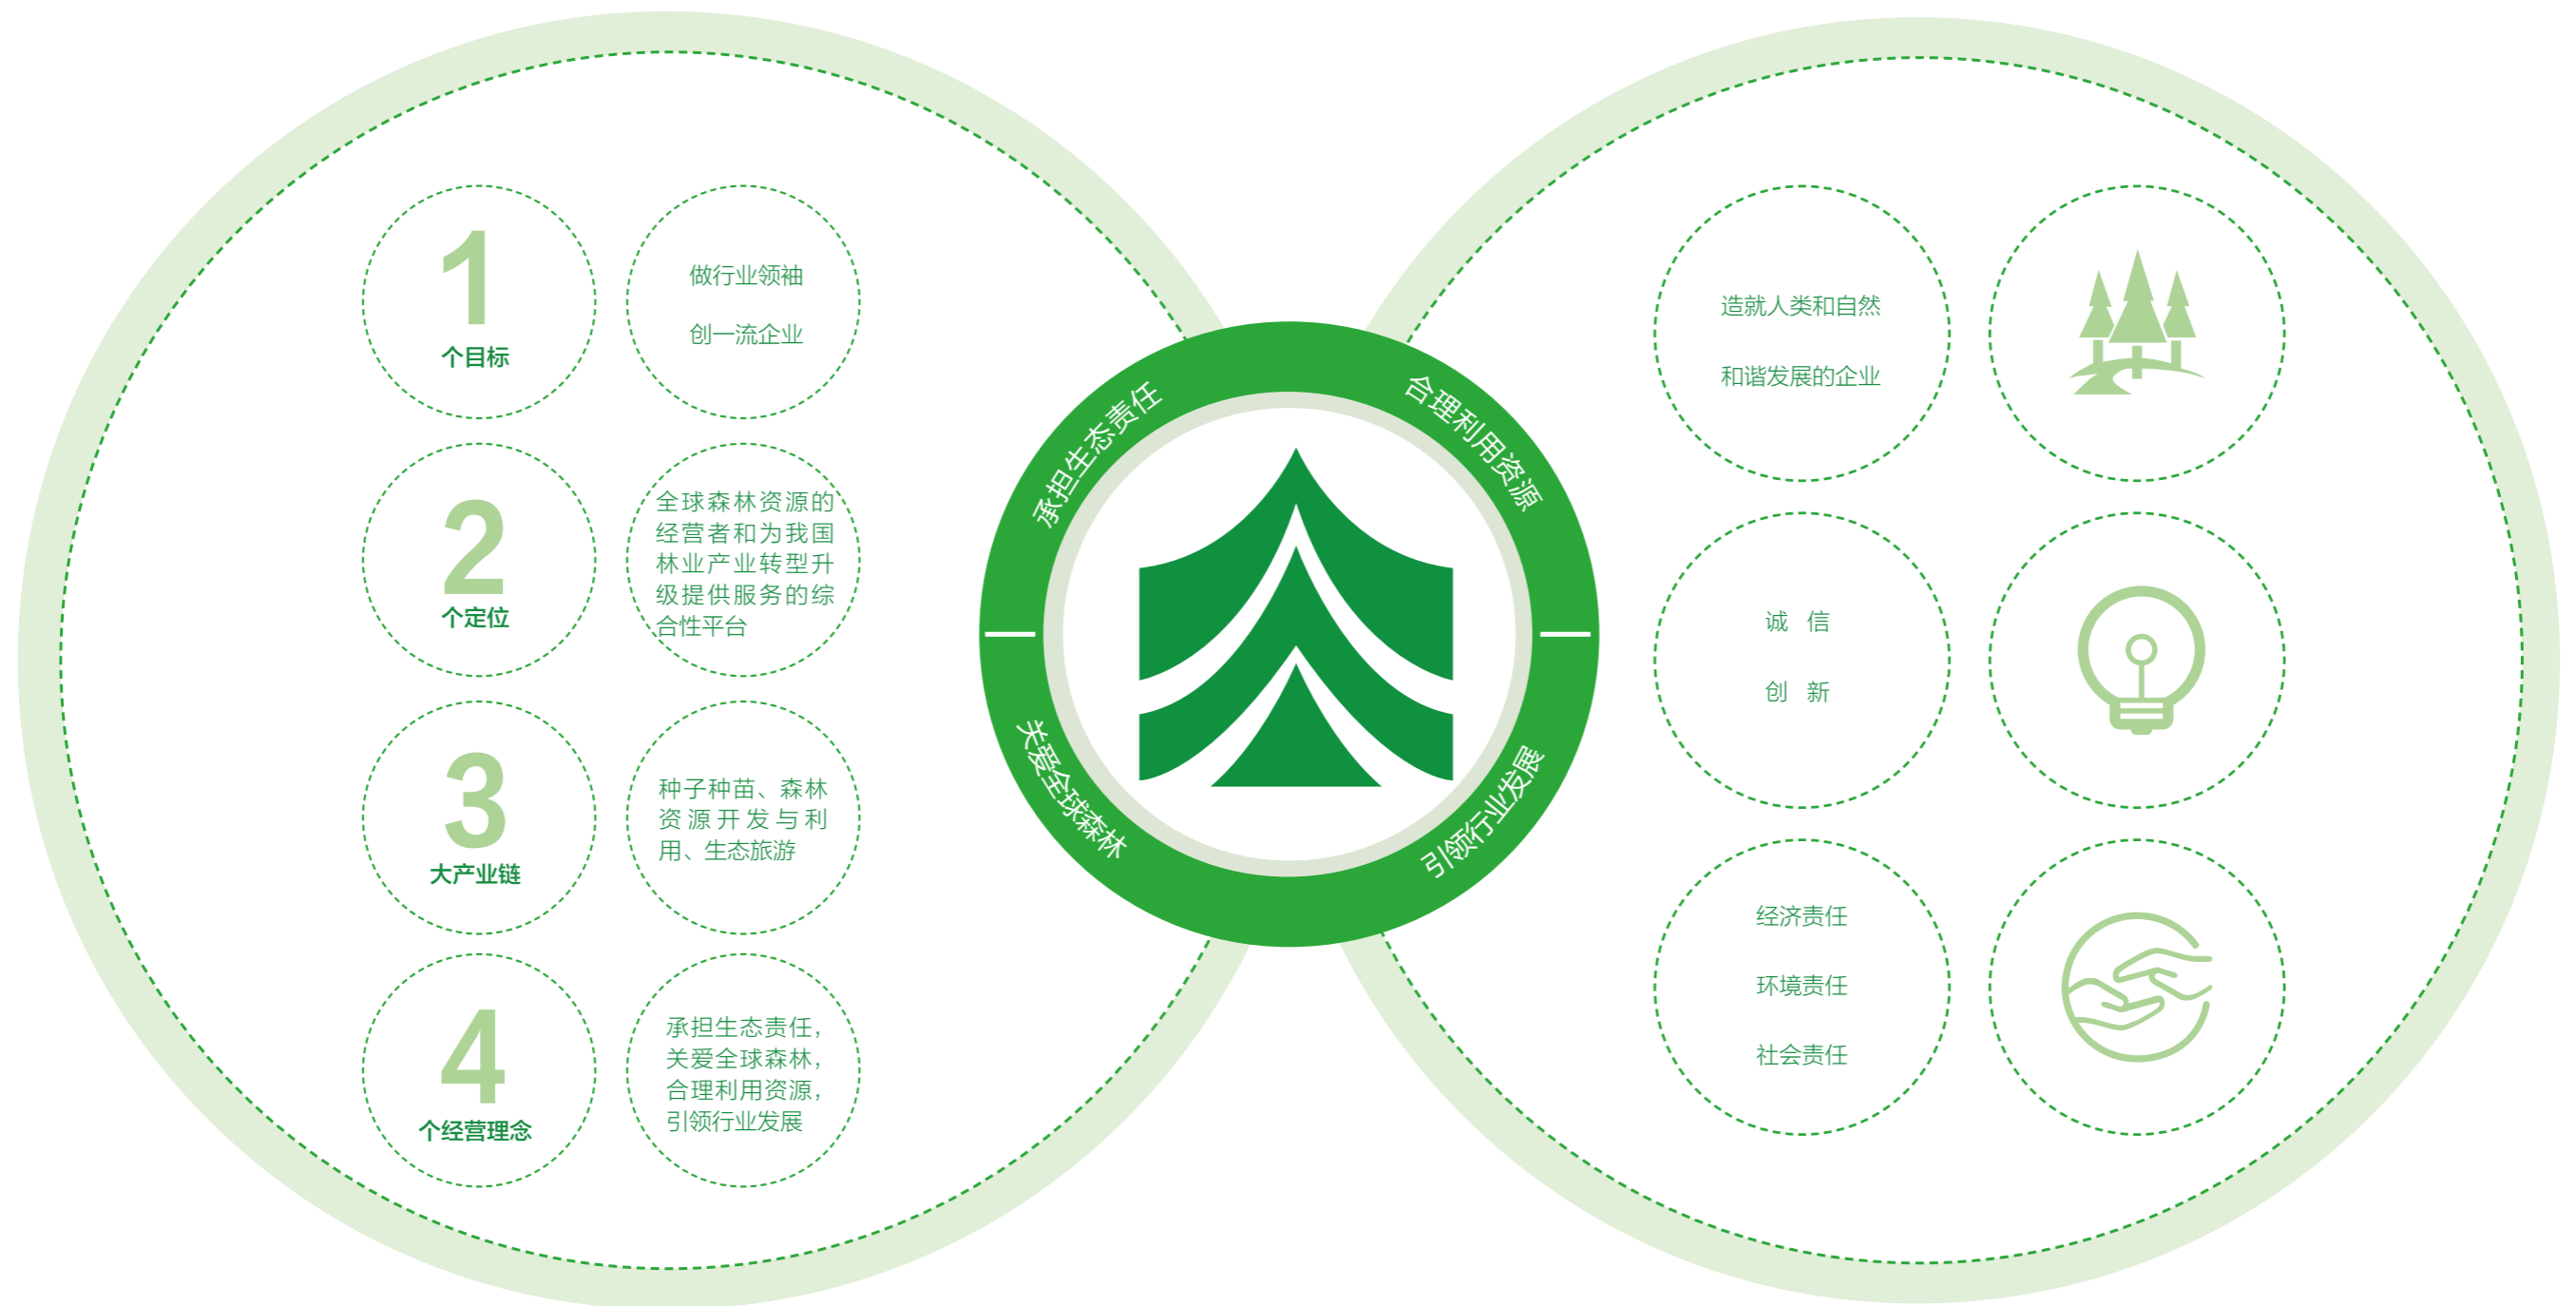 1
个目标
做行业领袖
创一流企业
2
个定位
全球森林资源的
经营者和为我国
林业产业转型升
级提供服务的综
合性平台
3
大产业链
种子种苗、森林
资源开发与利
用、生态旅游
4
个经营理念
承担生态责任，
关爱全球森林，
合理利用资源，
引领行业发展
承担生态责任
合理利用资源
关爱全球森林
引领行业发展
造就人类和自然
和谐发展的企业
诚 信
创 新
经济责任
环境责任
社会责任